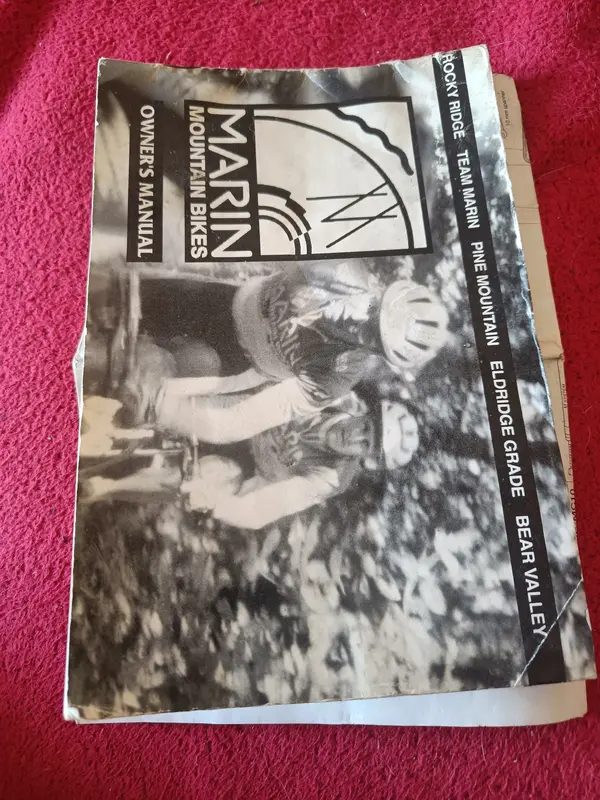 ROCKY RIDGE TEAM MARIN PINE MOUNTAIN ELDRIDGE GRADE BEAR VALLEY
MARIN
MOUNTAIN BIKES
OWNER'S MANUAL